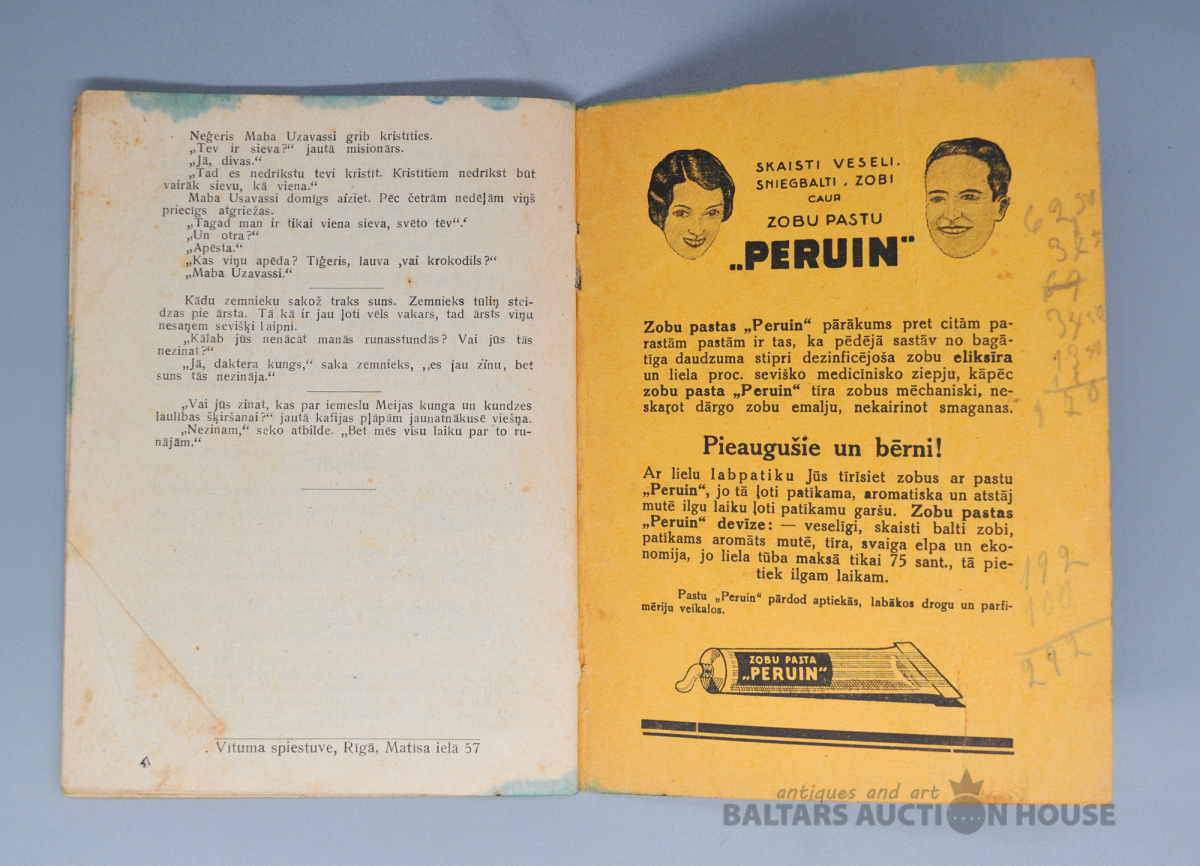 Neģeris Maba Uzavassi grib kristīties.
„Tev ir sieva?“ jautā misionārs.
„Jā, divas.“
„Tad es nedrīkstu tevi kristīt. Kristītiem nedrīkst būt
vairāk sievu, kā viena.“
Maba Usavassi domīgs aiziet. Pēc četrām nedēļām viņš
priecīgs atgriežas.
„Tagad man ir tikai viena sieva, svēto tēv“.‘
„Un otra?“
„Apēsta.“
„Kas viņu apēda? Tīģeris, lauva ,vai krokodils?“
„Maba Uzavassi.“
Kādu zemnieku sakož traks suns. Zemnieks tūliņ stei-
dzas pie ārsta. Tā kā ir jau ļoti vēls vakars, tad ārsts viņu
nesaņem sevišķi laipni.
„Kālab jūs nenācāt manās runasstundās? Vai jūs tās
nezinat?“
„Jā, daktera kungs,“ saka zemnieks, „es jau zīnu, bet
suns tās nezināja.“
„Vai jūs zinat, kas par iemeslu Meijas kunga un kundzes
laulības šķiršanai?“ jautā kafijas pļāpām jaunatnākusē viešņa.
„Nezinam,“ seko atbilde. „Bet mēs visu laiku par to ru-
nājām.“
. Vītuma spiestuve, Rīgā, Matīsa ielā 57
4
SKAISTI VESELI,
SNIEGBALTI, ZOBI
CAUR
ZOBU PASTU
„PERUIN“
Zobu pastas „Peruin“ pārākums pret citām pa-
rastām pastām ir tas, ka pēdējā sastāv no bagā-
tiga daudzuma stipri dezinficējoša zobu eliksīra
un liela proc. seviško medicīnisko ziepju, kāpēc
zobu pasta „Peruin“ tīra zobus mēchaniski, ne-
skaŗot dārgo zobu emalju, nekairinot smaganas.
Pieaugušie un bērni!
Ar lielu labpatiku Jūs tīrīsiet zobus ar pastu
„Peruin“, jo tā ļoti patīkama, aromatiska un atstāj
mutē ilgu laiku ļoti patīkamu garšu. Zobu pastas
„Peruin“ devīze: — veselīgi, skaisti balti zobi,
patīkams aromāts mutē, tīra, svaiga elpa un eko-
nomija, jo liela tūba maksā tikai 75 sant., tā pie-
tiek ilgam laikam.
Pastu „Peruin“ pārdod aptiekās, labākos drogu un parfi-
mēriju veikalos.
ZOBU PASTA
„PERUIN“
192
100
292
antiques and art
BALTARS AUCTION HOUSE